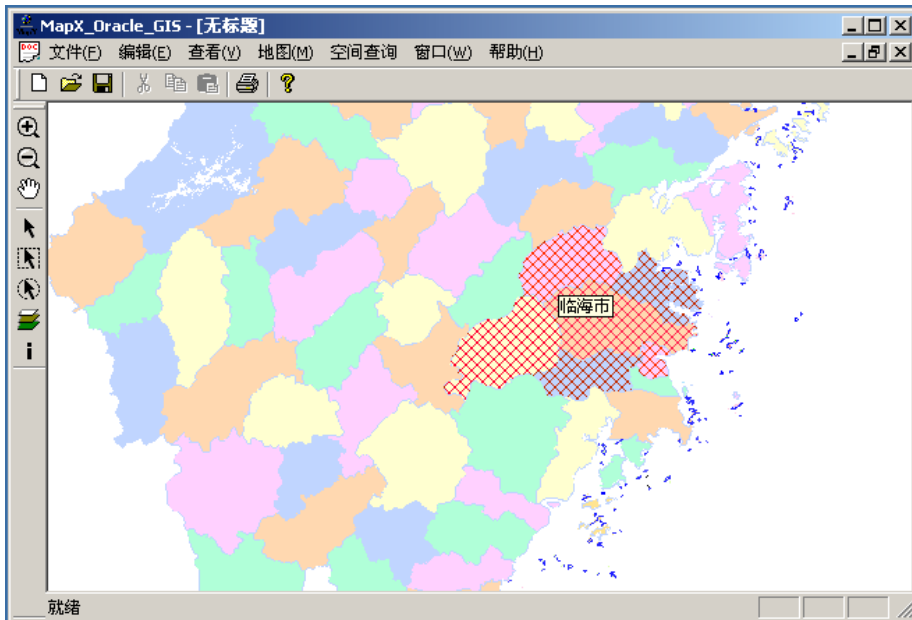 MapX_Oracle_GIS - [无标题]
文件(F) 编辑(E) 查看(V) 地图(M) 空间查询 窗口(W) 帮助(H)
临海市
就绪